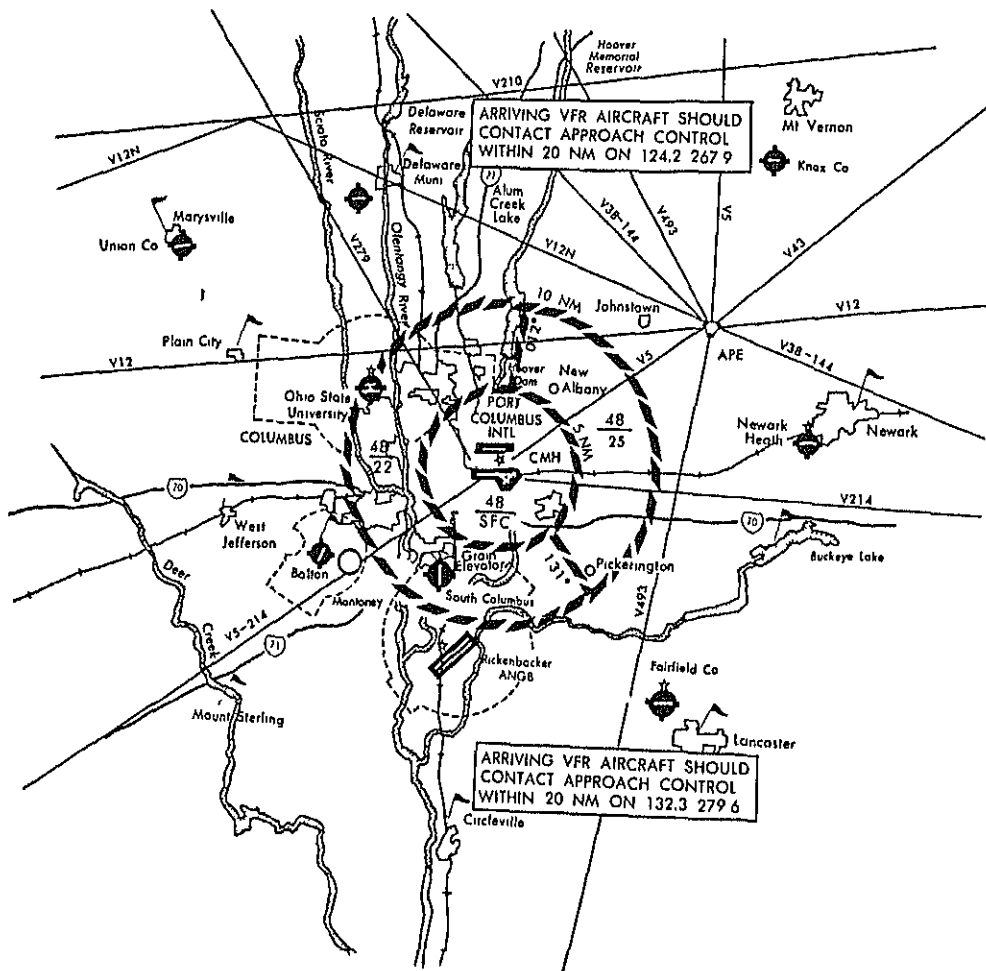 Hoover
Memorial
Reservoir
V210
Scioto River
Delaware
Reservoir
ARRIVING VFR AIRCRAFT SHOULD
CONTACT APPROACH CONTROL
WITHIN 20 NM ON 124.2 267 9
Mt Vernon
V12N
Delaware
Muni
71
Knox Co
Marysville
Union Co
Alum
Creek
Lake
V38-144
V493
V5
V43
V279
Olentangy River
V12N
10 NM
Johnstown
V12
Plain City
APE
V38-144
V12
V5
Dam
New
Albany
Ohio State
University
PORT
COLUMBUS
INTL
5 NM
48
25
Newark
Heath
Newark
COLUMBUS
48
22
CMH
70
48
SFC
V214
West
Jefferson
70
Buckeye Lake
Bolton
Grain
Elevator
131°
Pickerington
Deer
Creek
South Columbus
V493
V5-214
71
Rickenbacker
ANGB
Fairfield Co
Mount Sterling
Lancaster
ARRIVING VFR AIRCRAFT SHOULD
CONTACT APPROACH CONTROL
WITHIN 20 NM ON 132.3 279 6
Circleville